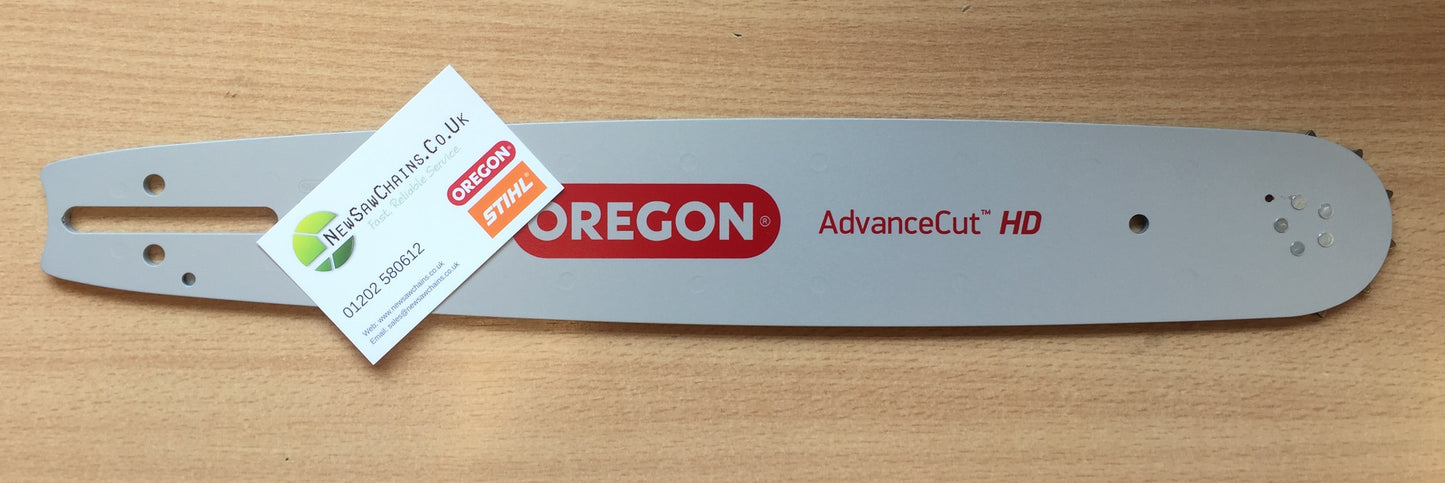 NewSawChains.Co.Uk
Fast, Reliable Service.
OREGON®
STIHL®
01202 580612
Web: www.newsawchains.co.uk
Email. sales@newsawchains.co.uk
OREGON®
AdvanceCut™ HD